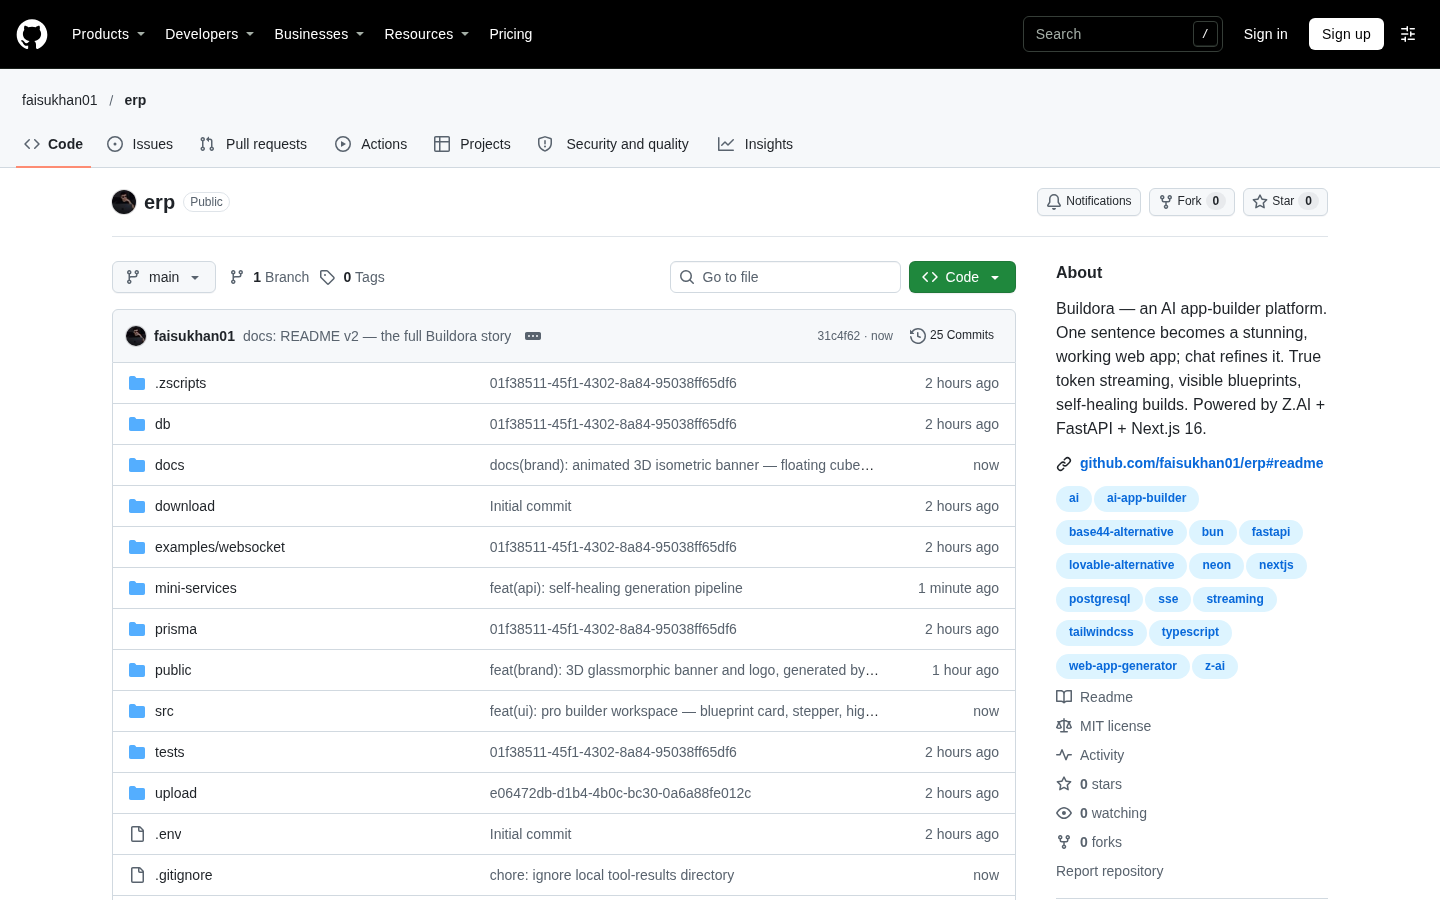 Products Developers Businesses Resources Pricing Search / Sign in Sign up
faisukhan01 / erp
Code Issues Pull requests Actions Projects Security and quality Insights
erp Public Notifications Fork 0 Star 0
main 1 Branch 0 Tags Go to file Code
faisukhan01 docs: README v2 — the full Buildora story 31c4f62 · now 25 Commits
.zscripts 01f38511-45f1-4302-8a84-95038ff65df6 2 hours ago
db 01f38511-45f1-4302-8a84-95038ff65df6 2 hours ago
docs docs(brand): animated 3D isometric banner — floating cube… now
download Initial commit 2 hours ago
examples/websocket 01f38511-45f1-4302-8a84-95038ff65df6 2 hours ago
mini-services feat(api): self-healing generation pipeline 1 minute ago
prisma 01f38511-45f1-4302-8a84-95038ff65df6 2 hours ago
public feat(brand): 3D glassmorphic banner and logo, generated by… 1 hour ago
src feat(ui): pro builder workspace — blueprint card, stepper, hig… now
tests 01f38511-45f1-4302-8a84-95038ff65df6 2 hours ago
upload e06472db-d1b4-4b0c-bc30-0a6a88fe012c 2 hours ago
.env Initial commit 2 hours ago
.gitignore chore: ignore local tool-results directory now
About
Buildora — an AI app-builder platform.
One sentence becomes a stunning,
working web app; chat refines it. True
token streaming, visible blueprints,
self-healing builds. Powered by Z.AI +
FastAPI + Next.js 16.
github.com/faisukhan01/erp#readme
ai ai-app-builder
base44-alternative bun fastapi
lovable-alternative neon nextjs
postgresql sse streaming
tailwindcss typescript
web-app-generator z-ai
Readme
MIT license
Activity
0 stars
0 watching
0 forks
Report repository